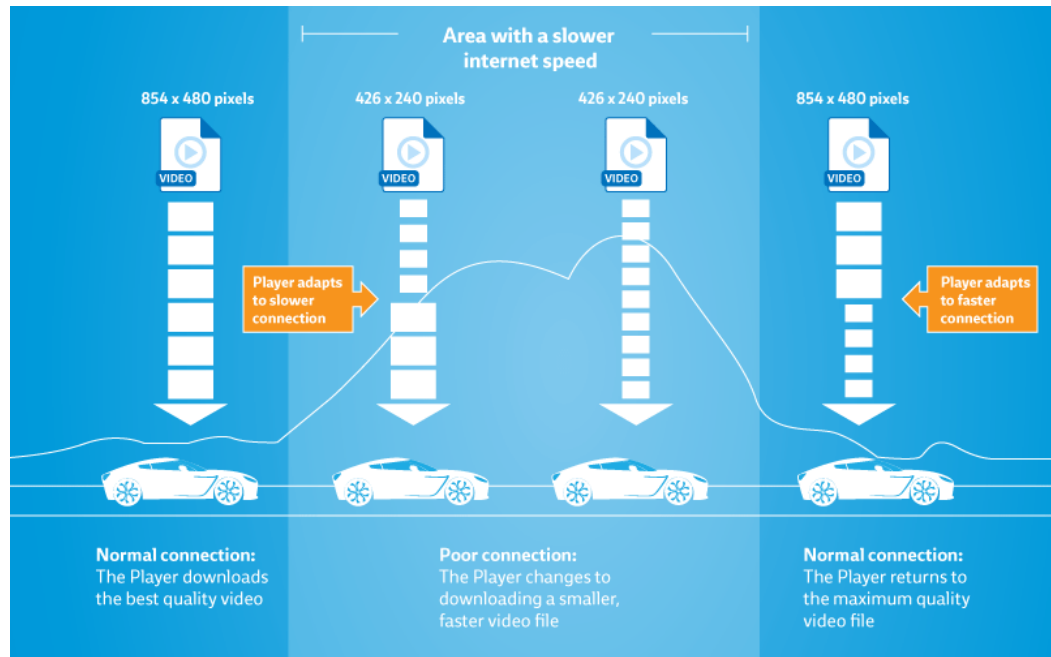 Area with a slower
internet speed
854 x 480 pixels
426 x 240 pixels
426 x 240 pixels
854 x 480 pixels
VIDEO
VIDEO
VIDEO
VIDEO
Player adapts
to slower
connection
Player adapts
to faster
connection
Normal connection:
The Player downloads
the best quality video
Poor connection:
The Player changes to
downloading a smaller,
faster video file
Normal connection:
The Player returns to
the maximum quality
video file